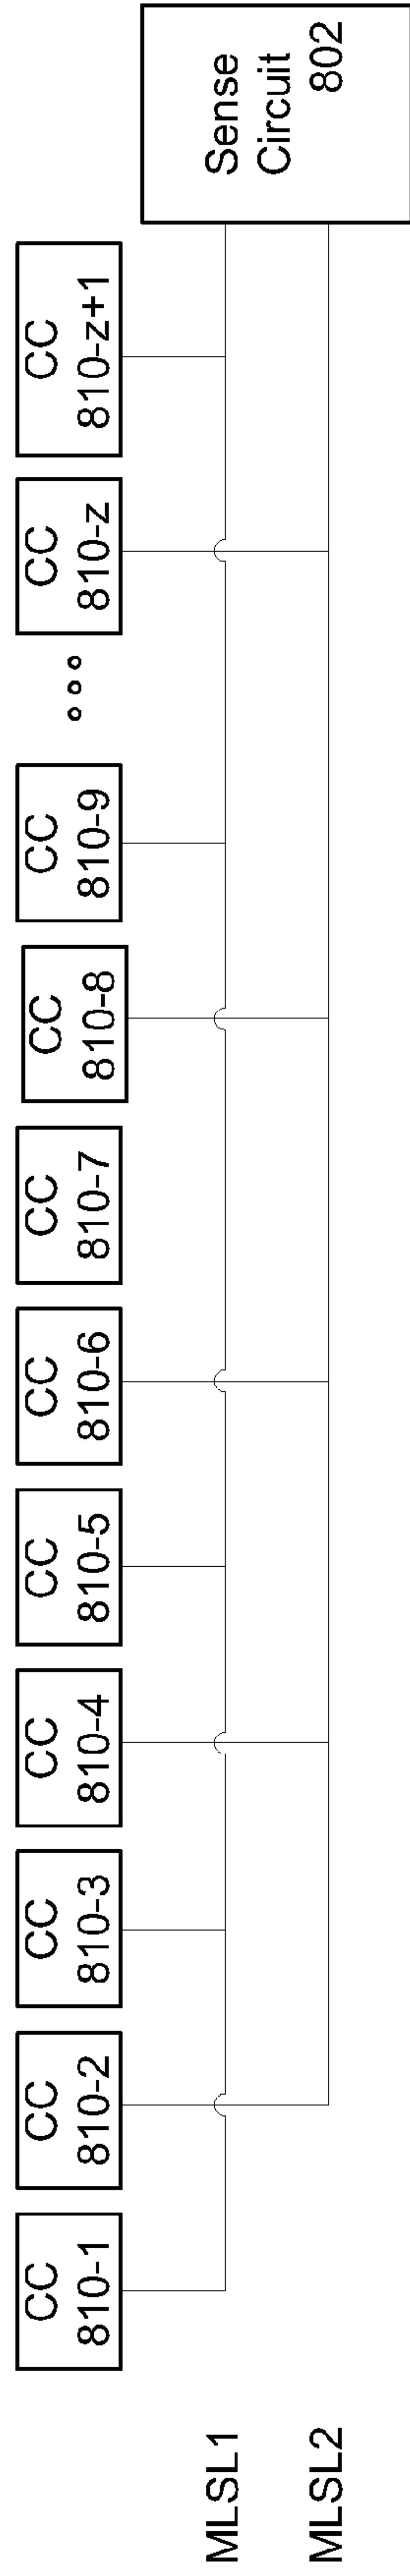 CC
810-1
CC
810-2
CC
810-3
CC
810-4
CC
810-5
CC
810-6
CC
810-7
CC
810-8
CC
810-9
CC
810-z
CC
810-z+1
Sense
Circuit
802
MLSL1
MLSL2